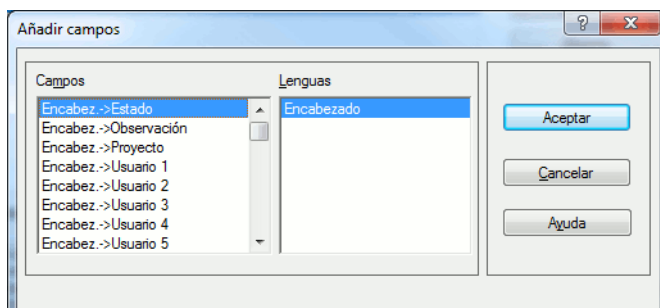 Añadir campos
Campos
Lenguas
Encabez.->Estado
Encabez.->Observación
Encabez.->Proyecto
Encabez.->Usuario 1
Encabez.->Usuario 2
Encabez.->Usuario 3
Encabez.->Usuario 4
Encabez.->Usuario 5
Encabezado
Aceptar
Cancelar
Ayuda